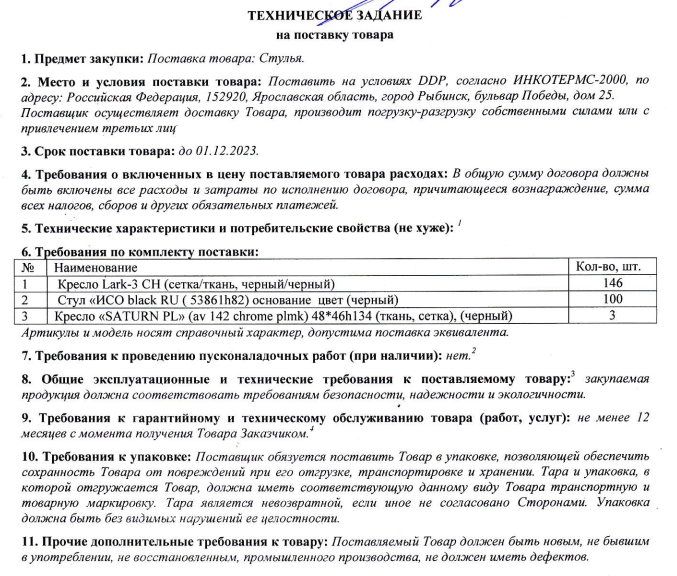 ТЕХНИЧЕСКОЕ ЗАДАНИЕ
на поставку товара
1. Предмет закупки: Поставка товара: Стулья.
2. Место и условия поставки товара: Поставить на условиях DDP, согласно ИНКОТЕРМС-2000, по
адресу: Российская Федерация, 152920, Ярославская область, город Рыбинск, бульвар Победы, дом 25.
Поставщик осуществляет доставку Товара, производит погрузку-разгрузку собственными силами или с
привлечением третьих лиц
3. Срок поставки товара: до 01.12.2023.
4. Требования о включенных в цену поставляемого товара расходах: В общую сумму договора должны
быть включены все расходы и затраты по исполнению договора, причитающееся вознаграждение, сумма
всех налогов, сборов и других обязательных платежей.
5. Технические характеристики и потребительские свойства (не хуже): 1
6. Требования по комплекту поставки:
№ Наименование Кол-во, шт.
1 Кресло Lark-3 CH (сетка/ткань, черный/черный) 146
2 Стул «ИСО black RU ( 53861h82) основание цвет (черный) 100
3 Кресло «SATURN PL» (av 142 chrome plmk) 48*46h134 (ткань, сетка), (черный) 3
Артикулы и модель носят справочный характер, допустима поставка эквивалента.
7. Требования к проведению пусконаладочных работ (при наличии): нет.2
8. Общие эксплуатационные и технические требования к поставляемому товару:3 закупаемая
продукция должна соответствовать требованиям безопасности, надежности и экологичности.
9. Требования к гарантийному и техническому обслуживанию товара (работ, услуг): не менее 12
месяцев с момента получения Товара Заказчиком.4
10. Требования к упаковке: Поставщик обязуется поставить Товар в упаковке, позволяющей обеспечить
сохранность Товара от повреждений при его отгрузке, транспортировке и хранении. Тара и упаковка, в
которой отгружается Товар, должна иметь соответствующую данному виду Товара транспортную и
товарную маркировку. Тара является невозвратной, если иное не согласовано Сторонами. Упаковка
должна быть без видимых нарушений ее целостности.
11. Прочие дополнительные требования к товару: Поставляемый Товар должен быть новым, не бывшим
в употреблении, не восстановленным, промышленного производства, не должен иметь дефектов.